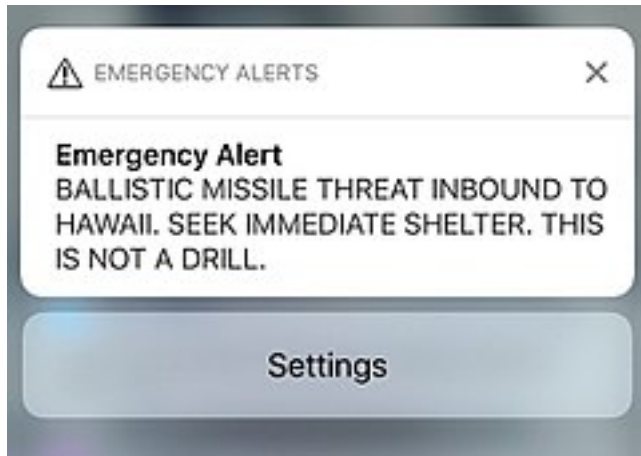 EMERGENCY ALERTS
Emergency Alert
BALLISTIC MISSILE THREAT INBOUND TO
HAWAII. SEEK IMMEDIATE SHELTER. THIS
IS NOT A DRILL.
Settings